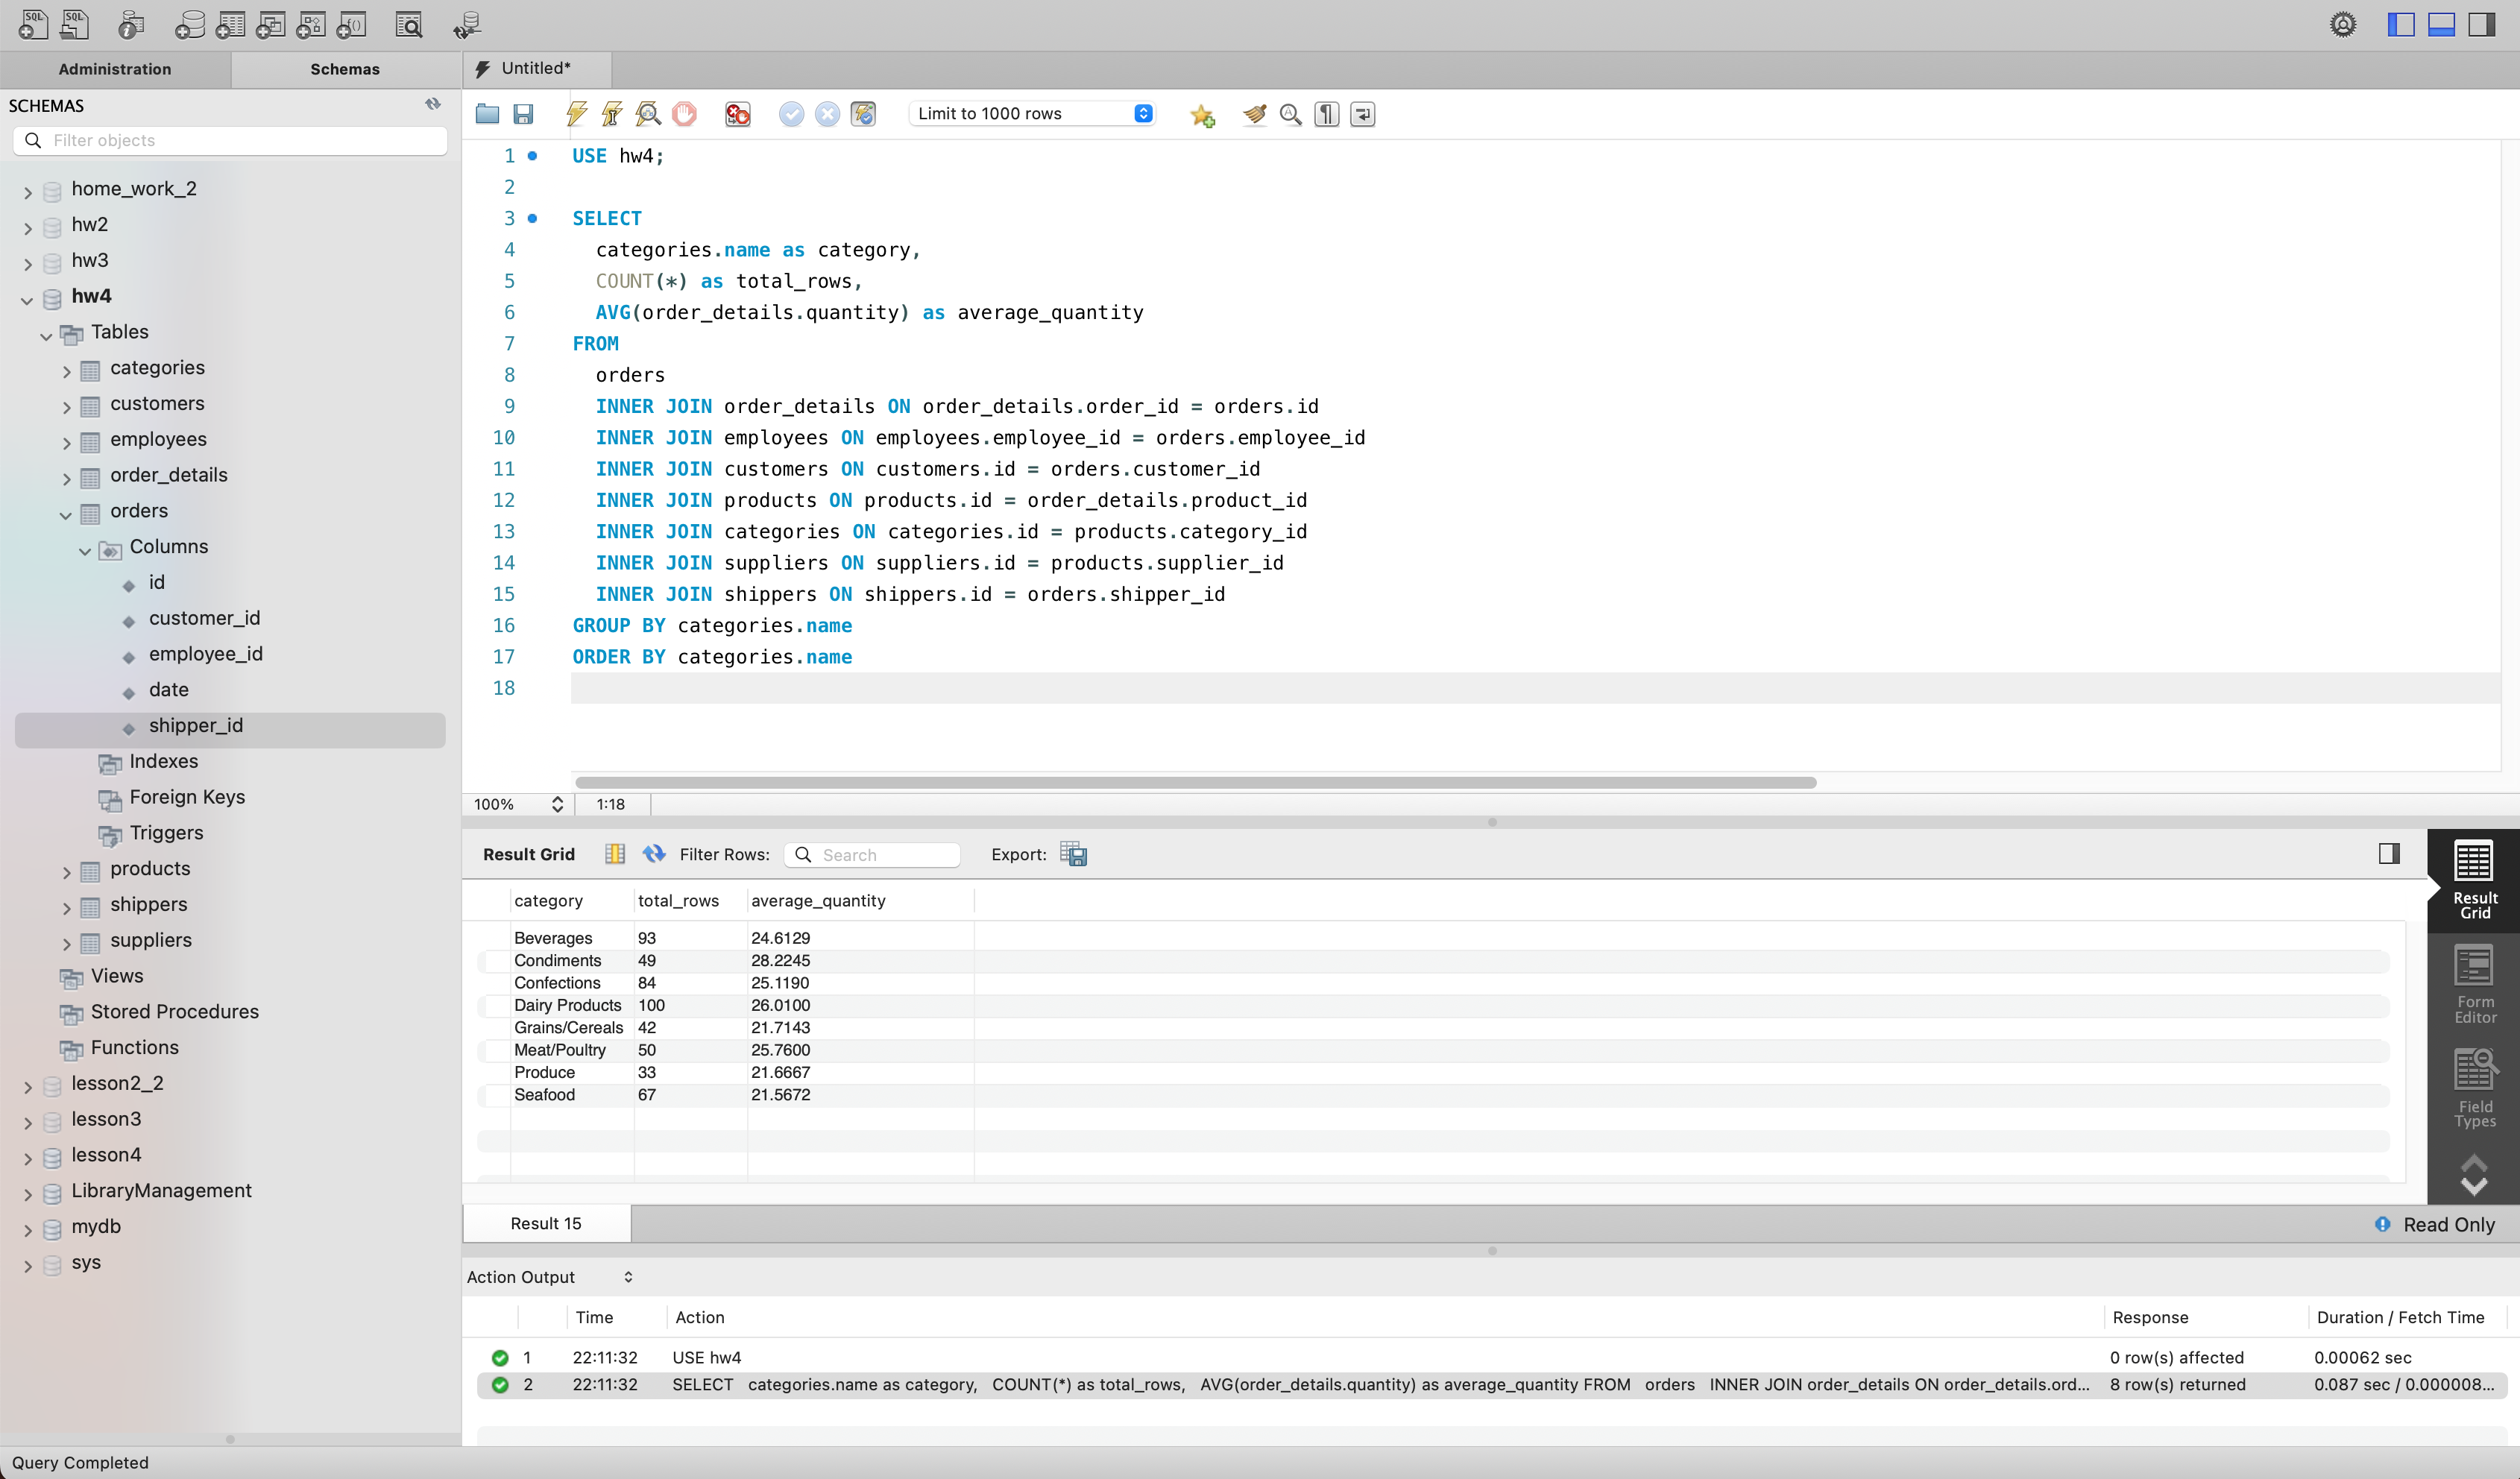 SQL SQL
Administration Schemas Untitled*
SCHEMAS
Filter objects
home_work_2
hw2
hw3
hw4
Tables
categories
customers
employees
order_details
orders
Columns
id
customer_id
employee_id
date
shipper_id
Indexes
Foreign Keys
Triggers
products
shippers
suppliers
Views
Stored Procedures
Functions
lesson2_2
lesson3
lesson4
LibraryManagement
mydb
sys
Limit to 1000 rows
1 USE hw4;
2
3 SELECT
4 categories.name as category,
5 COUNT(*) as total_rows,
6 AVG(order_details.quantity) as average_quantity
7 FROM
8 orders
9 INNER JOIN order_details ON order_details.order_id = orders.id
10 INNER JOIN employees ON employees.employee_id = orders.employee_id
11 INNER JOIN customers ON customers.id = orders.customer_id
12 INNER JOIN products ON products.id = order_details.product_id
13 INNER JOIN categories ON categories.id = products.category_id
14 INNER JOIN suppliers ON suppliers.id = products.supplier_id
15 INNER JOIN shippers ON shippers.id = orders.shipper_id
16 GROUP BY categories.name
17 ORDER BY categories.name
18
100% 1:18
Result Grid Filter Rows: Search Export:
category total_rows average_quantity
Beverages 93 24.6129
Condiments 49 28.2245
Confections 84 25.1190
Dairy Products 100 26.0100
Grains/Cereals 42 21.7143
Meat/Poultry 50 25.7600
Produce 33 21.6667
Seafood 67 21.5672
Result
Grid
Form
Editor
Field
Types
Result 15 Read Only
Action Output
Time Action Response Duration / Fetch Time
1 22:11:32 USE hw4 0 row(s) affected 0.00062 sec
2 22:11:32 SELECT categories.name as category, COUNT(*) as total_rows, AVG(order_details.quantity) as average_quantity FROM orders INNER JOIN order_details ON order_details.ord... 8 row(s) returned 0.087 sec / 0.000008...
Query Completed